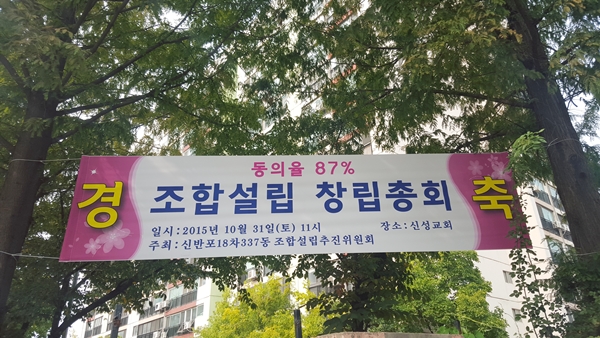 동의율 87%
경 조합설립 창립총회 축
일시 : 2015년 10월 31일(토) 11시 장소 : 신성교회
주최 : 신반포18차337동 조합설립추진위원회